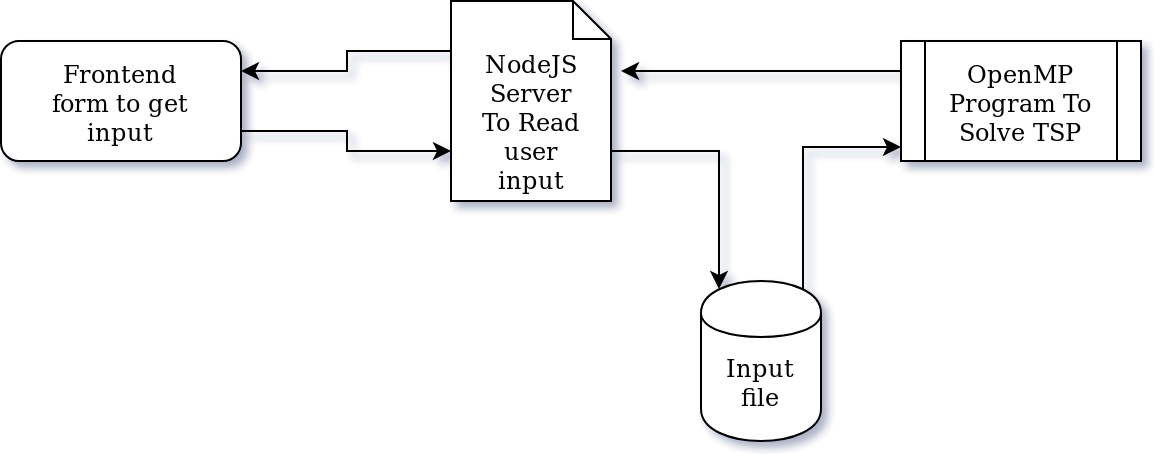 Frontend
form to get
input
NodeJS
Server
To Read
user
input
OpenMP
Program To
Solve TSP
Input
file